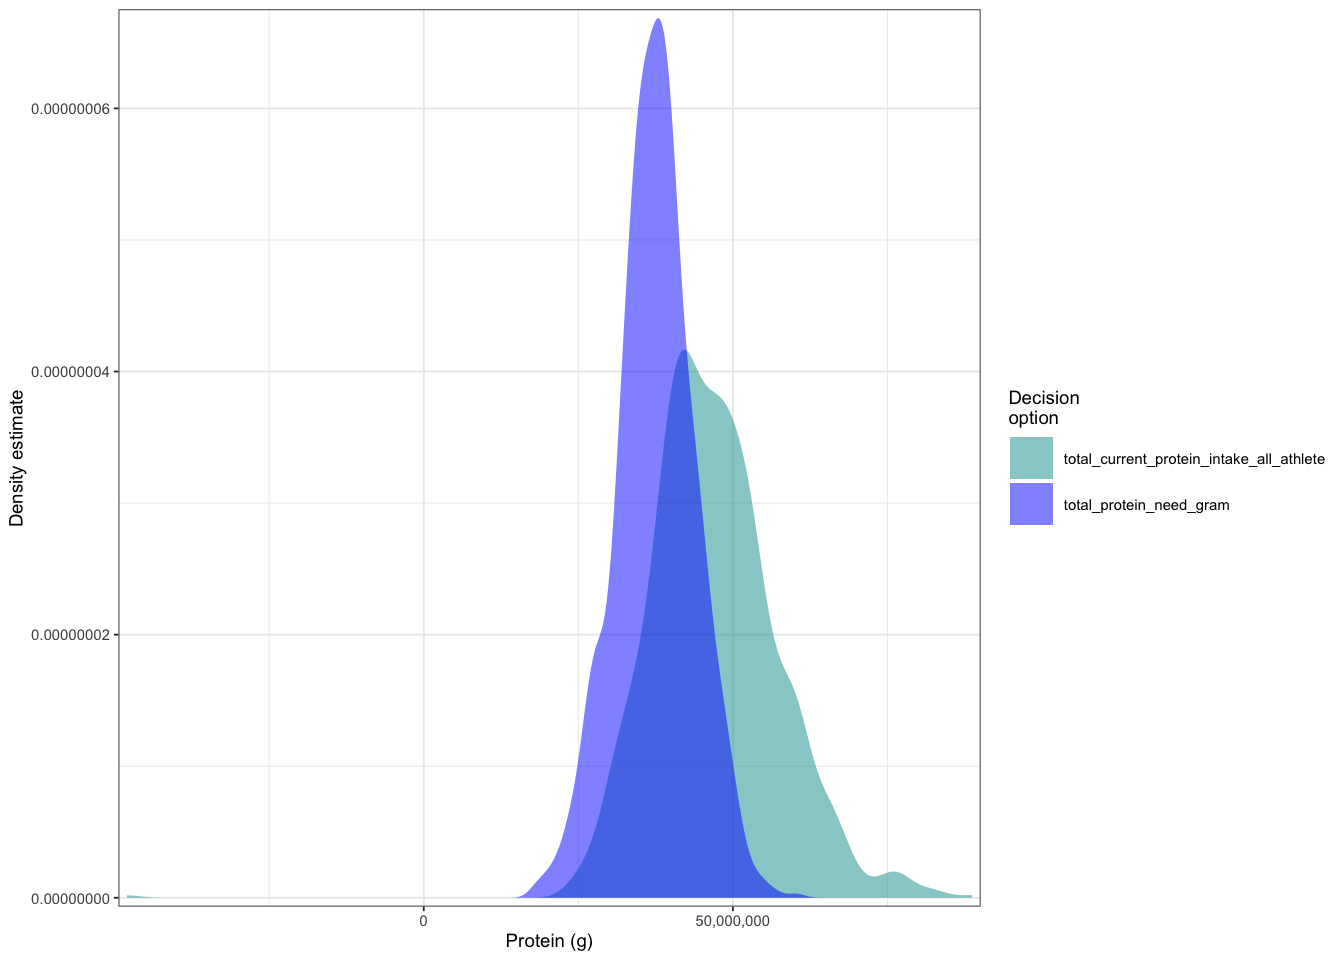 0.00000006
0.00000004
0.00000002
0.00000000
Density estimate
0
50,000,000
Protein (g)
Decision
option
total_current_protein_intake_all_athlete
total_protein_need_gram